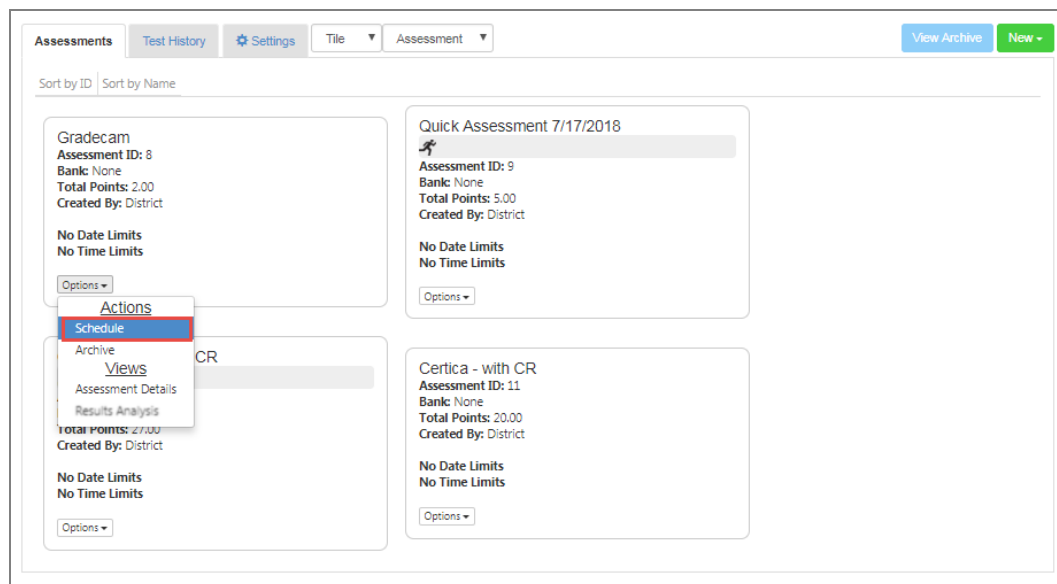 Assessments Test History Settings Tile Assessment View Archive New
Sort by ID Sort by Name
Gradecam
Assessment ID: 8
Bank: None
Total Points: 2.00
Created By: District
No Date Limits
No Time Limits
Options
Actions
Schedule
Archive
Views
Assessment Details
Results Analysis
Quick Assessment 7/17/2018
Assessment ID: 9
Bank: None
Total Points: 5.00
Created By: District
No Date Limits
No Time Limits
Options
CR
Total Points: 27.00
Created By: District
No Date Limits
No Time Limits
Options
Certica - with CR
Assessment ID: 11
Bank: None
Total Points: 20.00
Created By: District
No Date Limits
No Time Limits
Options